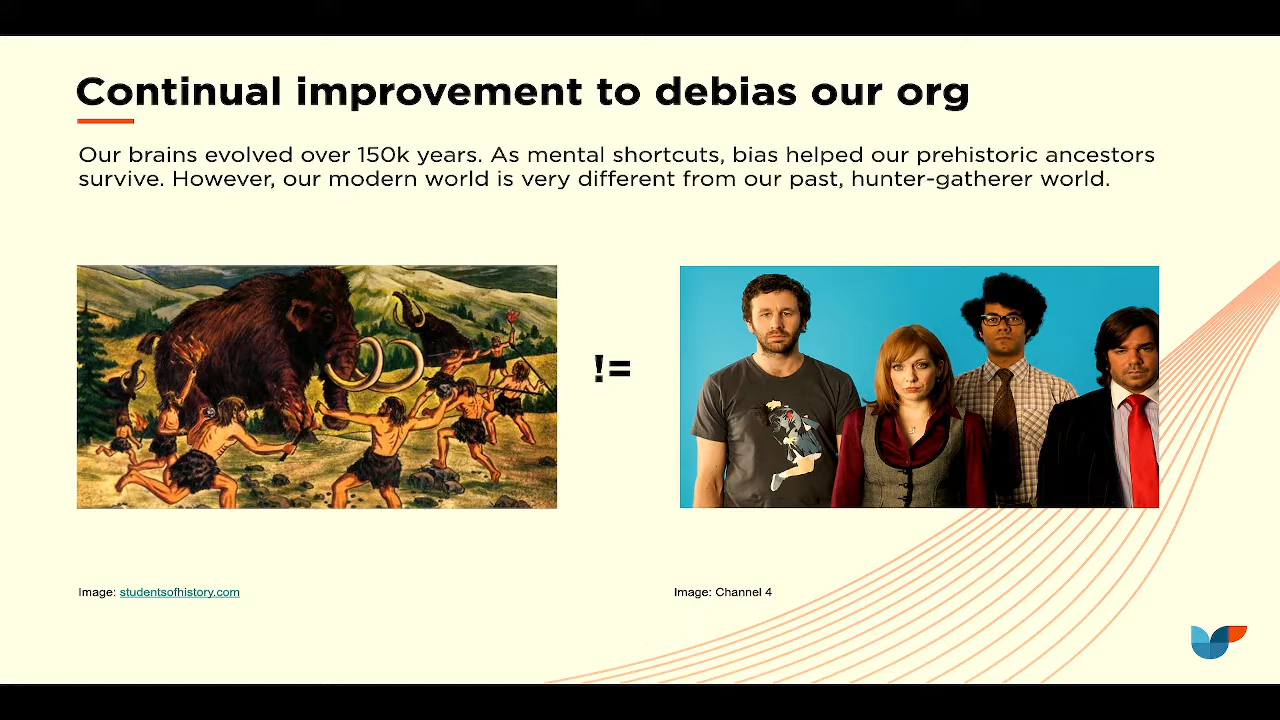 Continual improvement to debias our org
Our brains evolved over 150k years. As mental shortcuts, bias helped our prehistoric ancestors
survive. However, our modern world is very different from our past, hunter-gatherer world.
!=
Image: studentsofhistory.com
Image: Channel 4